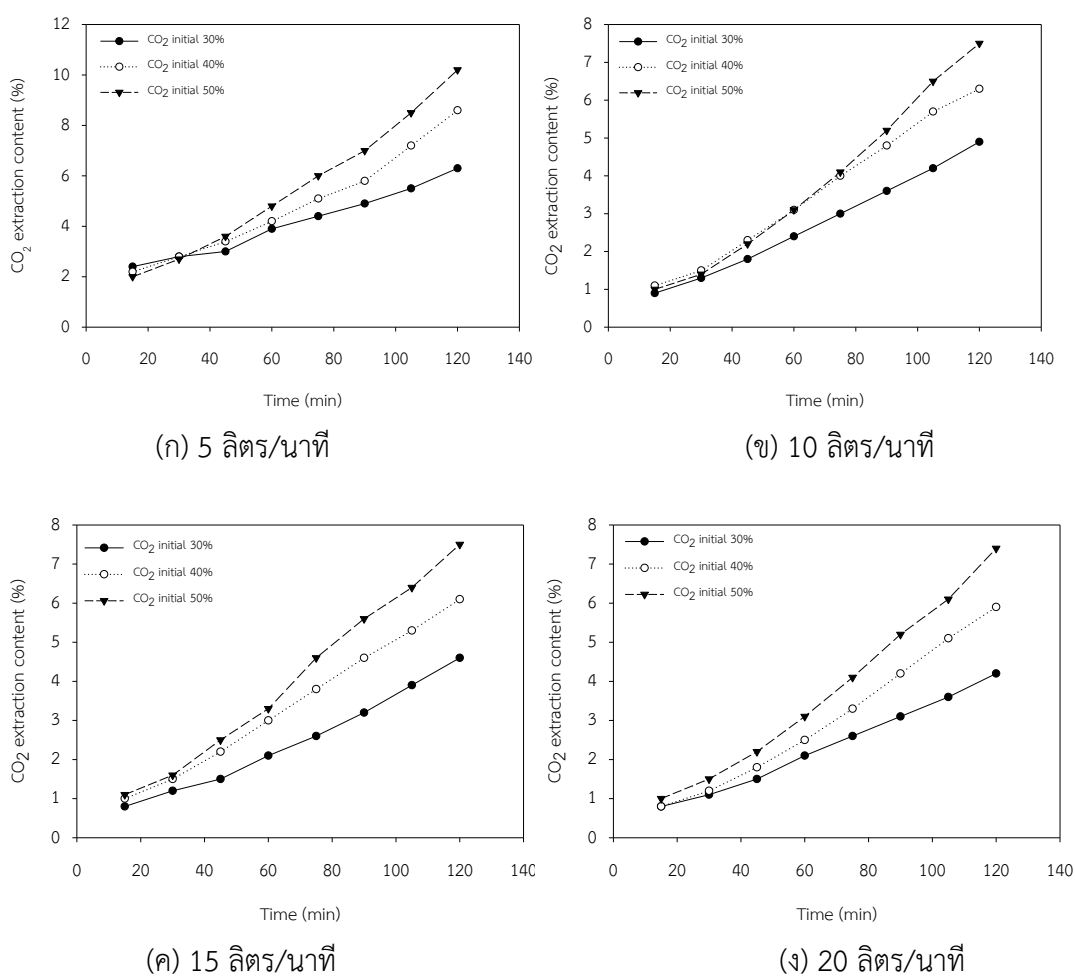 12
10
8
6
4
2
0
CO₂ extraction content (%)
CO₂ initial 30%
CO₂ initial 40%
CO₂ initial 50%
0 20 40 60 80 100 120 140
Time (min)
(ก) 5 ลิตร/นาที
8
7
6
5
4
3
2
1
0
CO₂ extraction content (%)
CO₂ initial 30%
CO₂ initial 40%
CO₂ initial 50%
0 20 40 60 80 100 120 140
Time (min)
(ข) 10 ลิตร/นาที
8
7
6
5
4
3
2
1
0
CO₂ extraction content (%)
CO₂ initial 30%
CO₂ initial 40%
CO₂ initial 50%
0 20 40 60 80 100 120 140
Time (min)
(ค) 15 ลิตร/นาที
8
7
6
5
4
3
2
1
0
CO₂ extraction content (%)
CO₂ initial 30%
CO₂ initial 40%
CO₂ initial 50%
0 20 40 60 80 100 120 140
Time (min)
(ง) 20 ลิตร/นาที